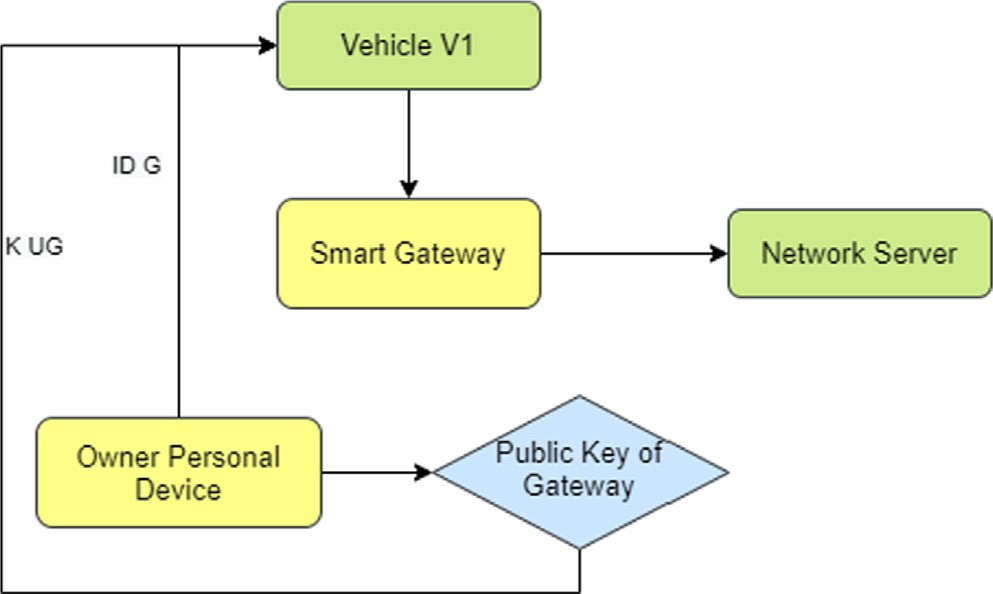 Vehicle V1
ID G
K UG
Smart Gateway
Network Server
Owner Personal
Device
Public Key of
Gateway